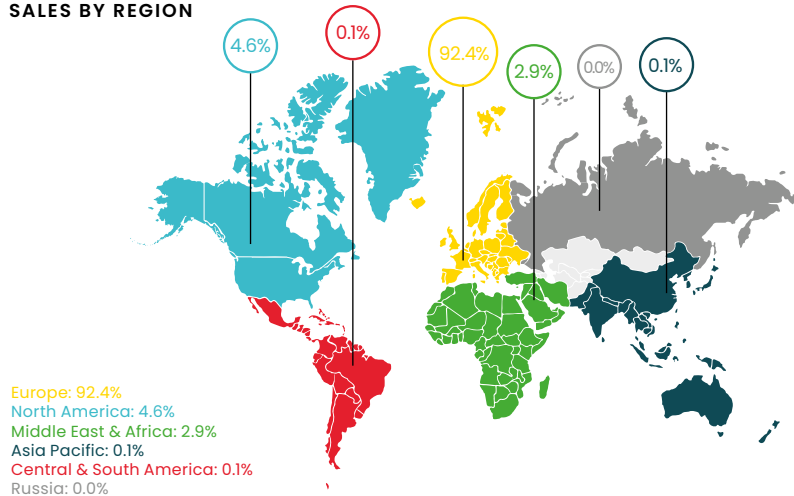 SALES BY REGION
4.6%
0.1%
92.4%
2.9%
0.0%
0.1%
Europe: 92.4%
North America: 4.6%
Middle East & Africa: 2.9%
Asia Pacific: 0.1%
Central & South America: 0.1%
Russia: 0.0%